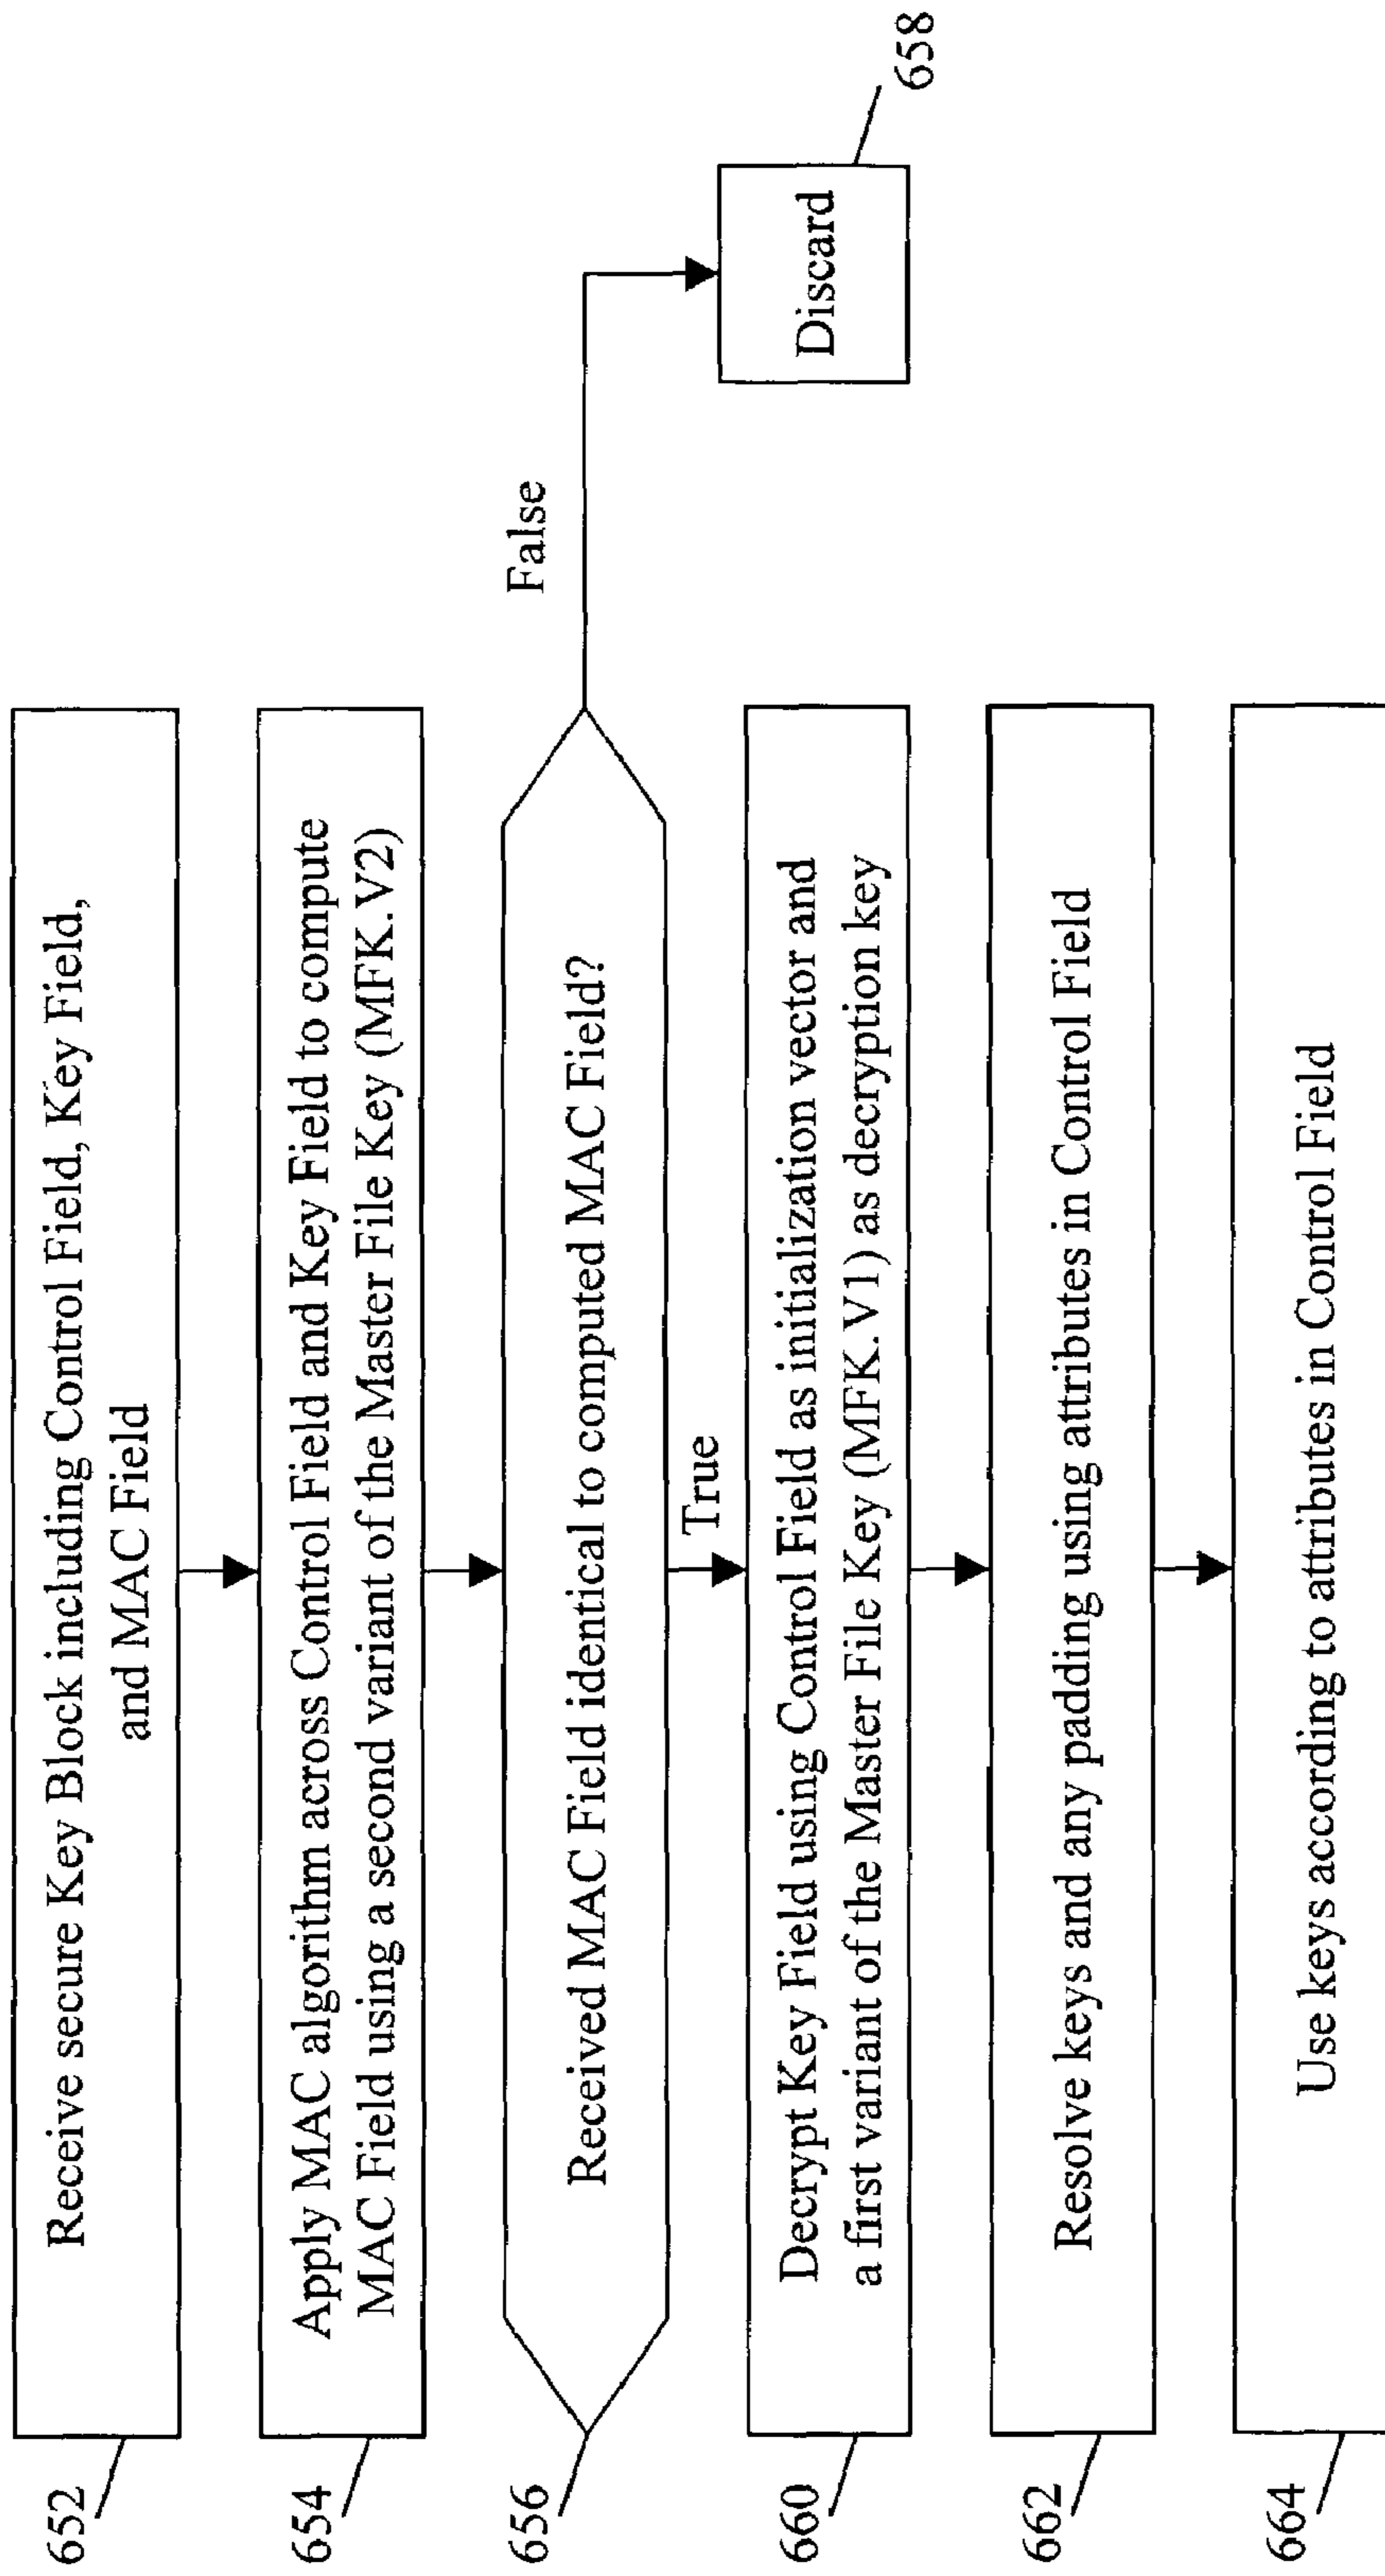 652
Receive secure Key Block including Control Field, Key Field,
and MAC Field
654
Apply MAC algorithm across Control Field and Key Field to compute
MAC Field using a second variant of the Master File Key (MFK.V2)
656
Received MAC Field identical to computed MAC Field?
False
Discard
658
True
660
Decrypt Key Field using Control Field as initialization vector and
a first variant of the Master File Key (MFK.V1) as decryption key
662
Resolve keys and any padding using attributes in Control Field
664
Use keys according to attributes in Control Field